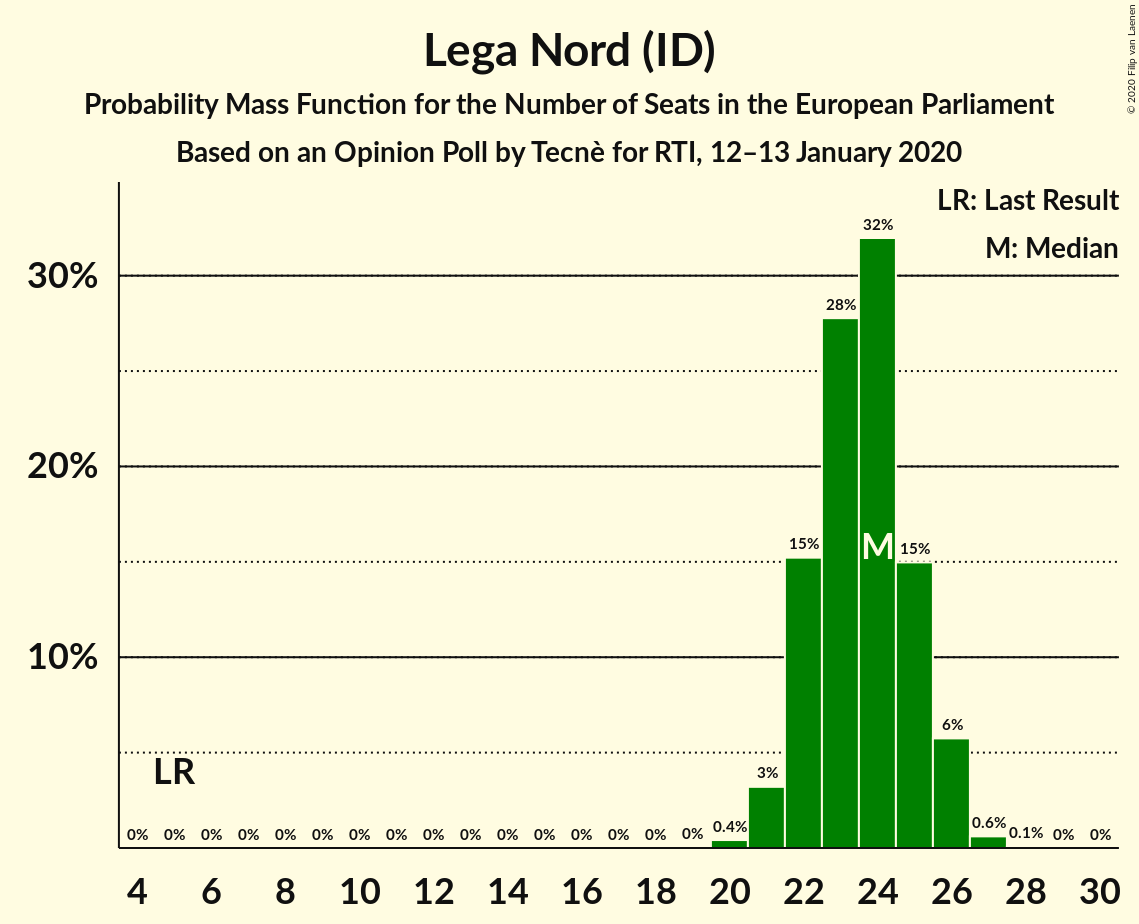 Lega Nord (ID)
Probability Mass Function for the Number of Seats in the European Parliament
Based on an Opinion Poll by Tecnè for RTI, 12–13 January 2020
© 2020 Filip van Laenen
LR: Last Result
M: Median
30%
20%
10%
LR
M
0% 0% 0% 0% 0% 0% 0% 0% 0% 0% 0% 0% 0% 0% 0% 0% 0.4% 3% 15% 28% 32% 15% 6% 0.6% 0.1% 0% 0%
4 6 8 10 12 14 16 18 20 22 24 26 28 30